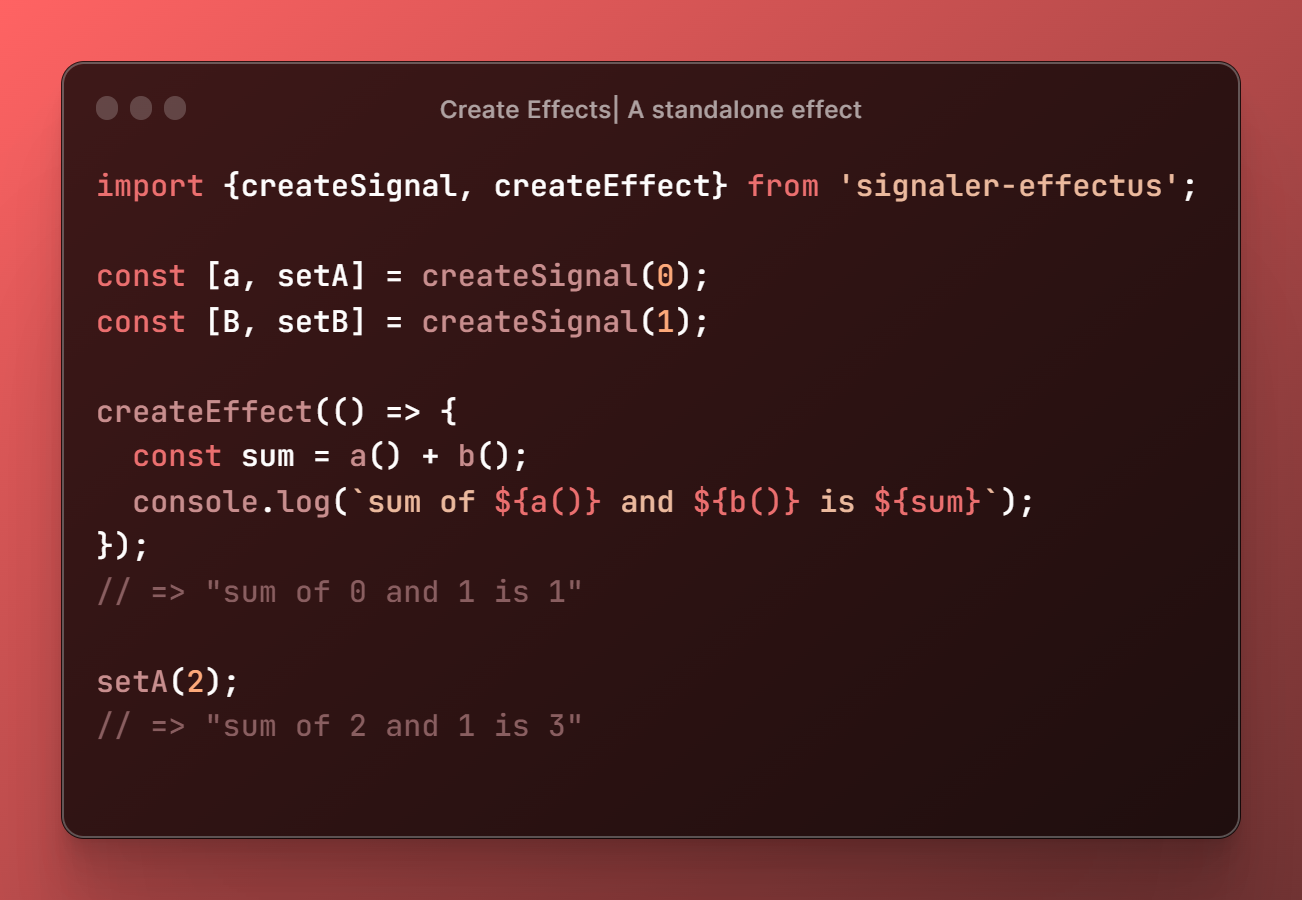 Create Effects| A standalone effect
import {createSignal, createEffect} from 'signaler-effectus';
const [a, setA] = createSignal(0);
const [B, setB] = createSignal(1);
createEffect(() => {
  const sum = a() + b();
  console.log(`sum of ${a()} and ${b()} is ${sum}`);
});
// => "sum of 0 and 1 is 1"
setA(2);
// => "sum of 2 and 1 is 3"